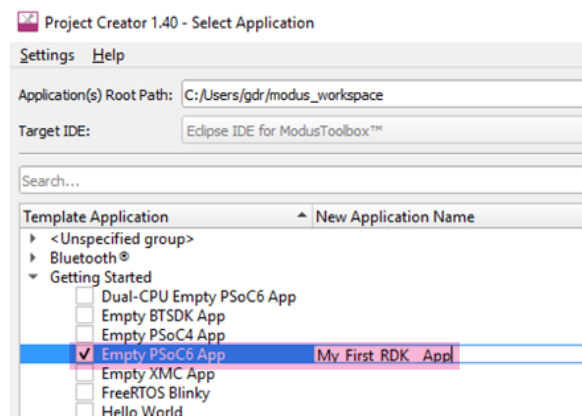 Project Creator 1.40 - Select Application
Settings Help
Application(s) Root Path: C:/Users/gdr/modus_workspace
Target IDE: Eclipse IDE for ModusToolbox™
Search...
Template Application New Application Name
<Unspecified group>
Bluetooth®
Getting Started
Dual-CPU Empty PSoC6 App
Empty BTSDK App
Empty PSoC4 App
Empty PSoC6 App My_First_RDK_ App
Empty XMC App
FreeRTOS Blinky
Hello World